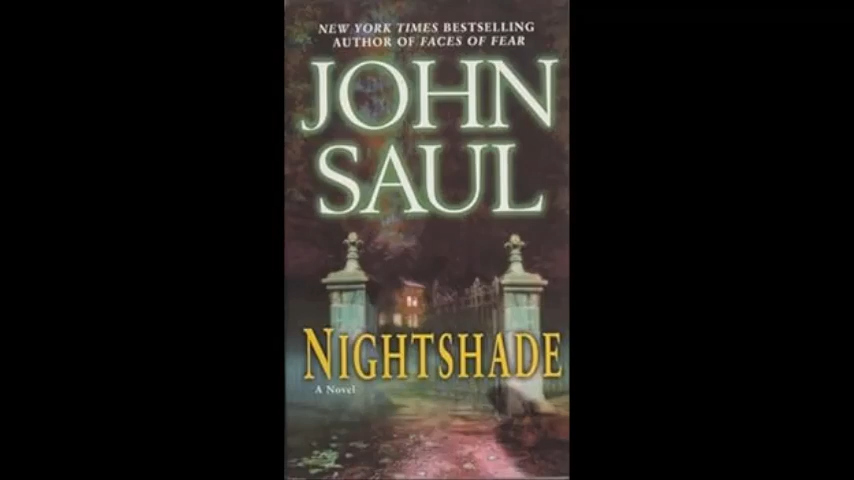 NEW YORK TIMES BESTSELLING
AUTHOR OF FACES OF FEAR
JOHN
SAUL
NIGHTSHADE
A Novel